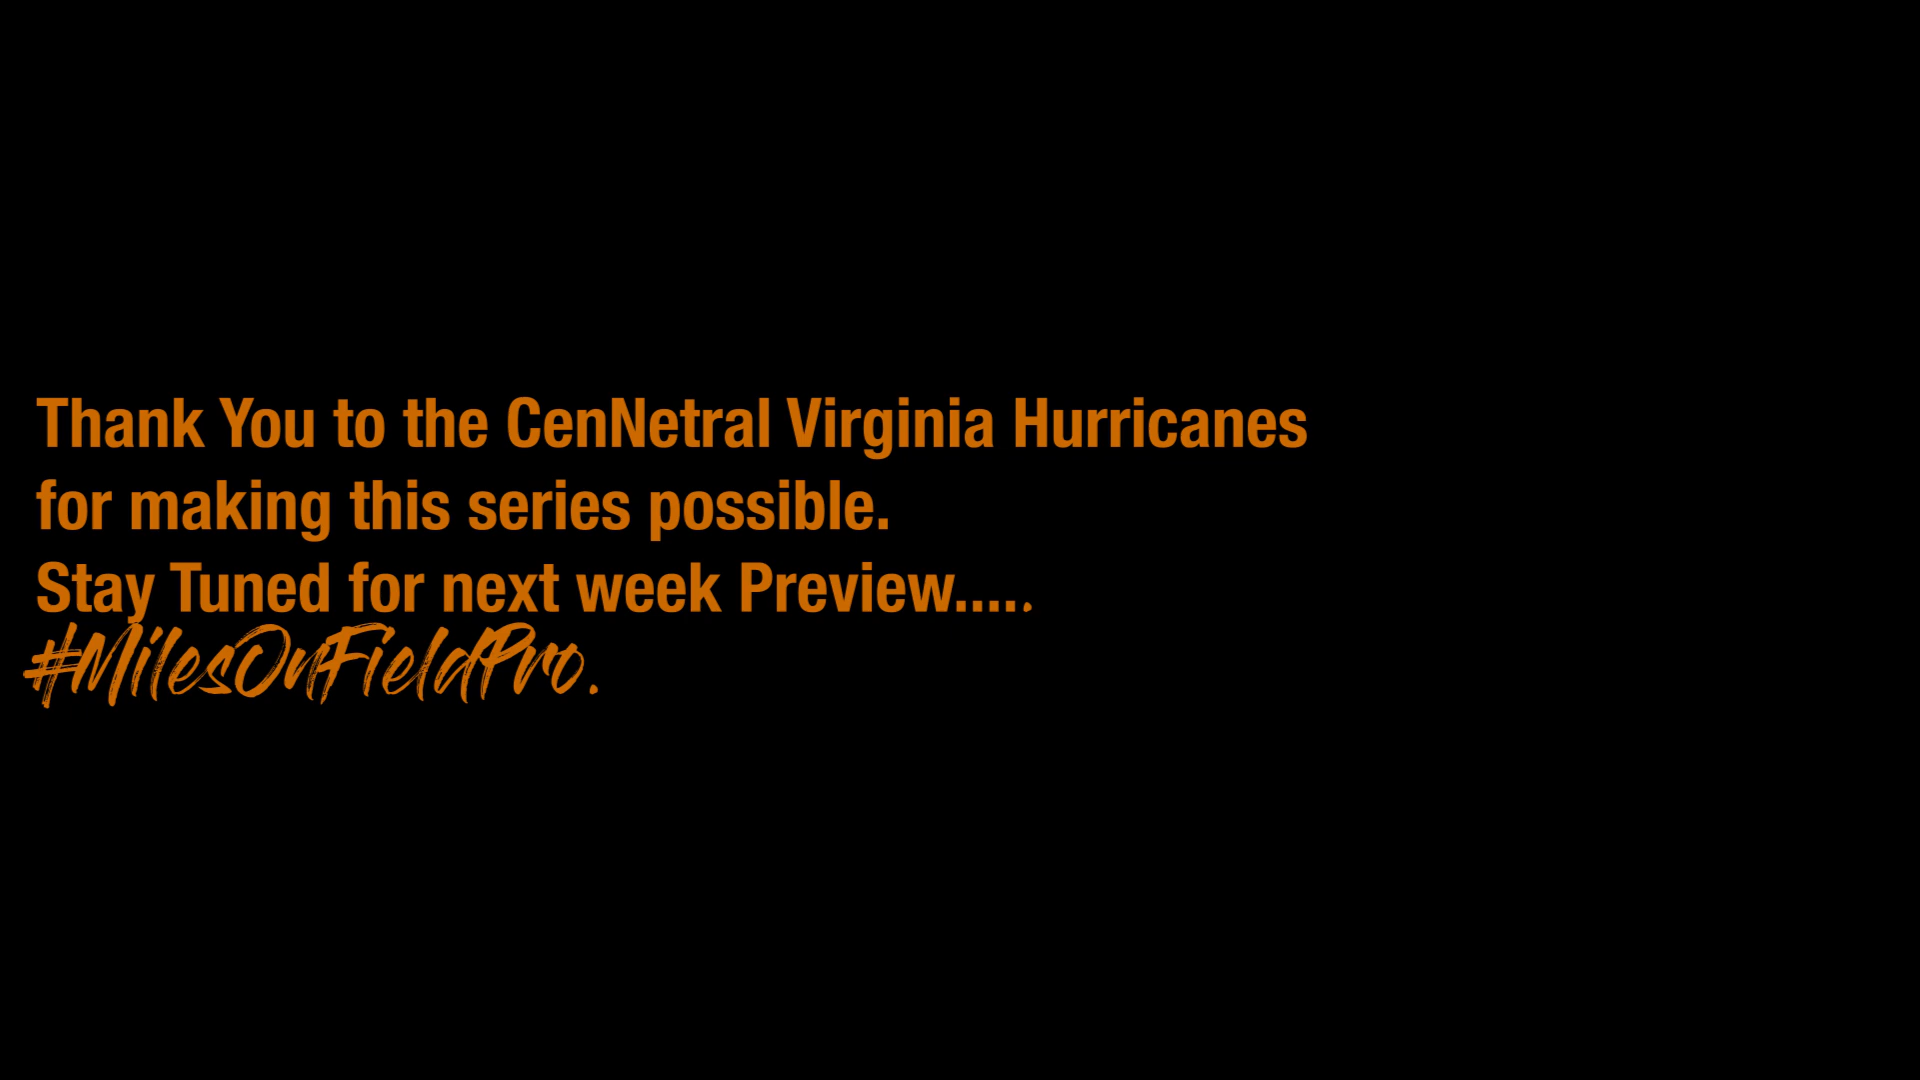 Thank You to the CenNetral Virginia Hurricanes
for making this series possible.
Stay Tuned for next week Preview.....
#MilesOnFieldPro.